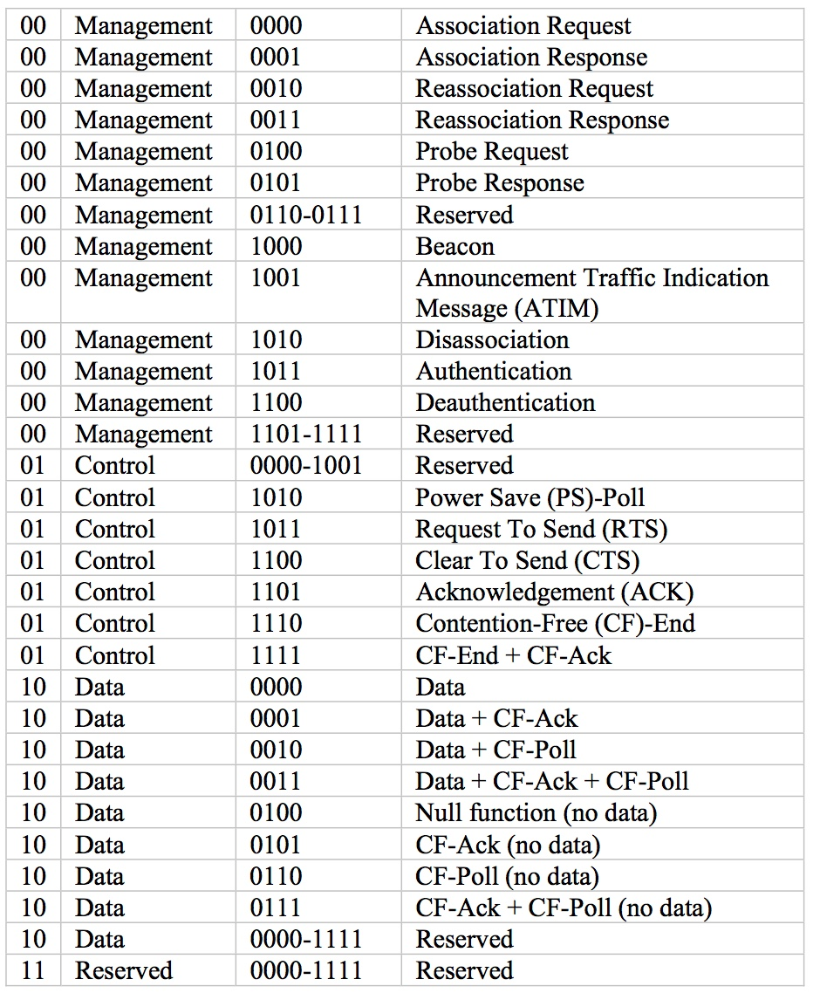 00 Management 0000 Association Request
00 Management 0001 Association Response
00 Management 0010 Reassociation Request
00 Management 0011 Reassociation Response
00 Management 0100 Probe Request
00 Management 0101 Probe Response
00 Management 0110-0111 Reserved
00 Management 1000 Beacon
00 Management 1001 Announcement Traffic Indication
Message (ATIM)
00 Management 1010 Disassociation
00 Management 1011 Authentication
00 Management 1100 Deauthentication
00 Management 1101-1111 Reserved
01 Control 0000-1001 Reserved
01 Control 1010 Power Save (PS)-Poll
01 Control 1011 Request To Send (RTS)
01 Control 1100 Clear To Send (CTS)
01 Control 1101 Acknowledgement (ACK)
01 Control 1110 Contention-Free (CF)-End
01 Control 1111 CF-End + CF-Ack
10 Data 0000 Data
10 Data 0001 Data + CF-Ack
10 Data 0010 Data + CF-Poll
10 Data 0011 Data + CF-Ack + CF-Poll
10 Data 0100 Null function (no data)
10 Data 0101 CF-Ack (no data)
10 Data 0110 CF-Poll (no data)
10 Data 0111 CF-Ack + CF-Poll (no data)
10 Data 0000-1111 Reserved
11 Reserved 0000-1111 Reserved